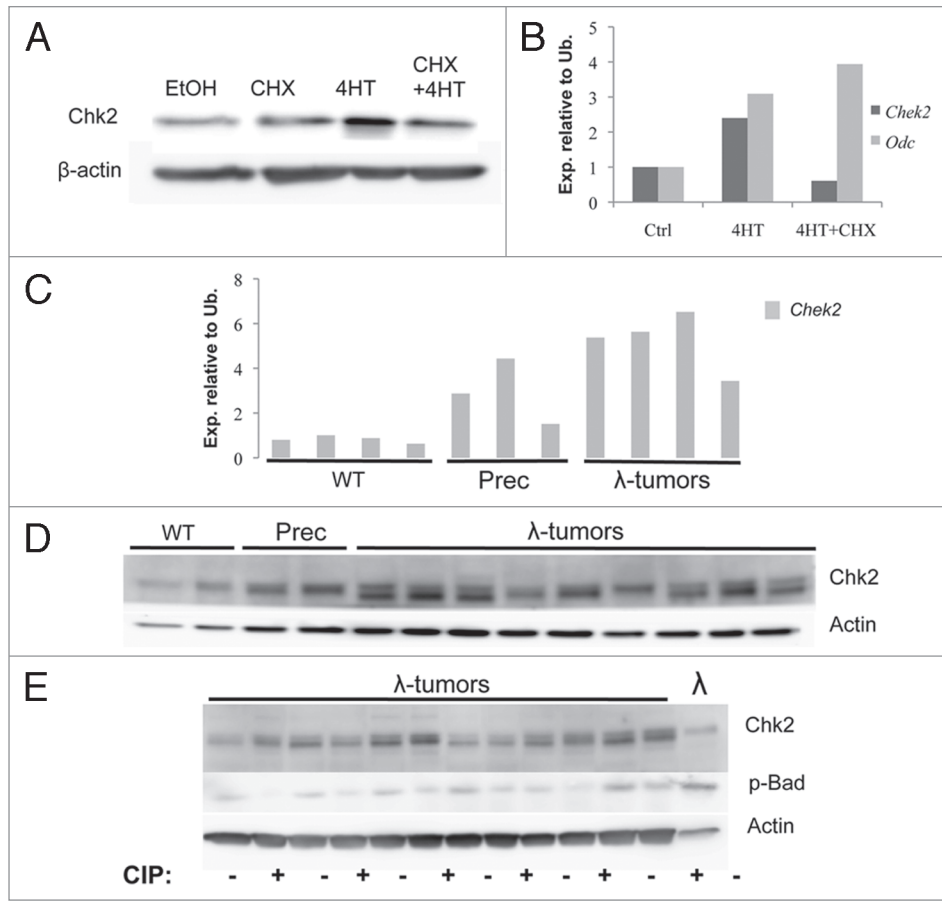 A
EtOH CHX 4HT CHX
+4HT
Chk2
β-actin
B
Exp. relative to Ub.
5
4
3
2
1
0
Ctrl 4HT 4HT+CHX
Chek2
Odc
C
Exp. relative to Ub.
8
6
4
2
0
WT Prec λ-tumors
Chek2
D
WT Prec λ-tumors
Chk2
Actin
E
λ-tumors λ
Chk2
p-Bad
Actin
CIP: - + - + - + - + - + - + -